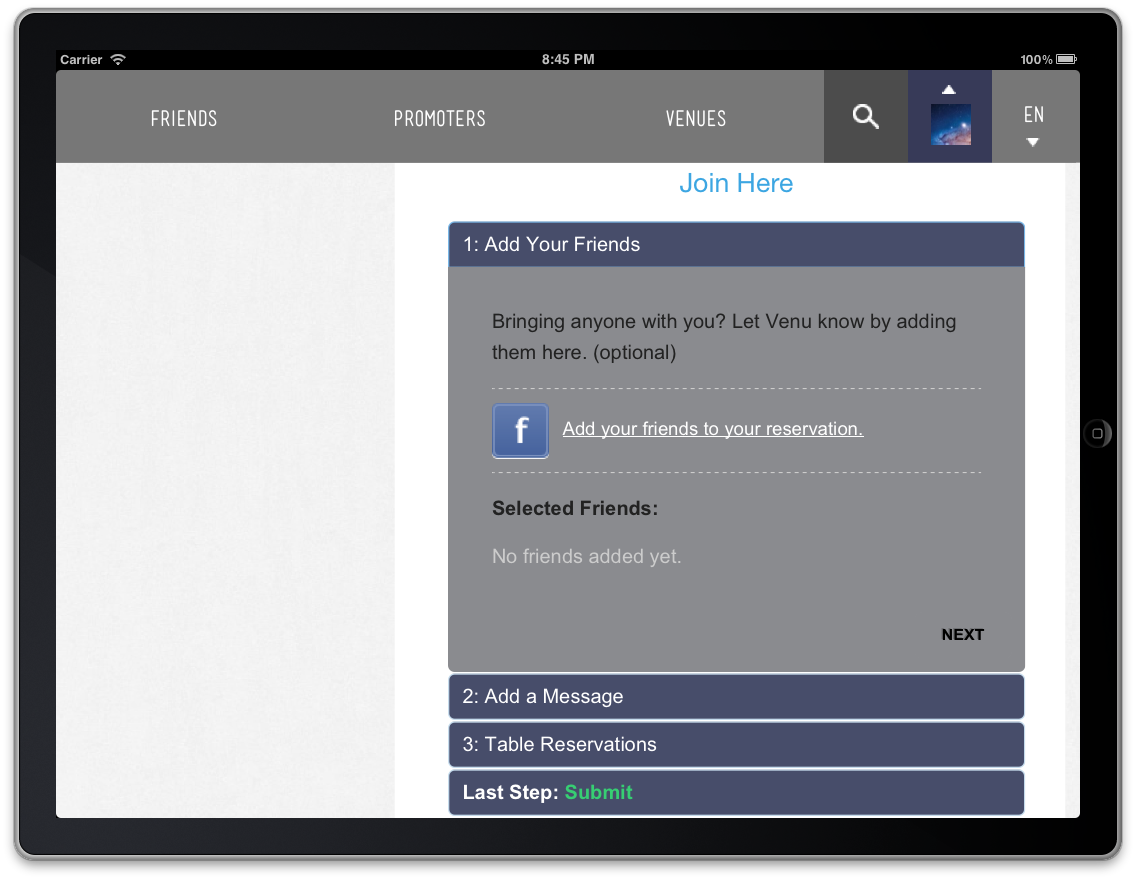 Carrier 8:45 PM 100%
FRIENDS PROMOTERS VENUES EN
Join Here
1: Add Your Friends
Bringing anyone with you? Let Venu know by adding
them here. (optional)
f Add your friends to your reservation.
Selected Friends:
No friends added yet.
NEXT
2: Add a Message
3: Table Reservations
Last Step: Submit